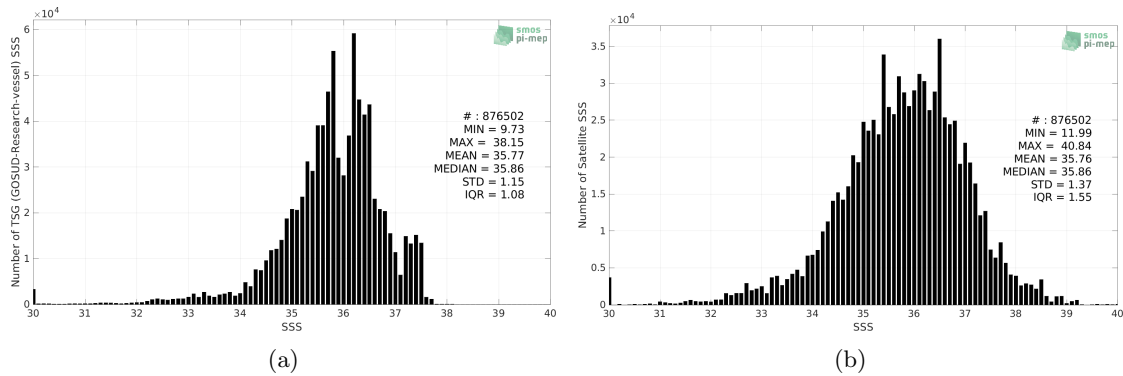 ×10⁴
6
5
4
3
2
1
0
Number of TSG (GOSUD-Research-vessel) SSS
smos
pi-mep
# : 876502
MIN = 9.73
MAX = 38.15
MEAN = 35.77
MEDIAN = 35.86
STD = 1.15
IQR = 1.08
30 31 32 33 34 35 36 37 38 39 40
SSS
(a)
×10⁴
3.5
3
2.5
2
1.5
1
0.5
0
Number of Satellite SSS
smos
pi-mep
# : 876502
MIN = 11.99
MAX = 40.84
MEAN = 35.76
MEDIAN = 35.86
STD = 1.37
IQR = 1.55
30 31 32 33 34 35 36 37 38 39 40
SSS
(b)